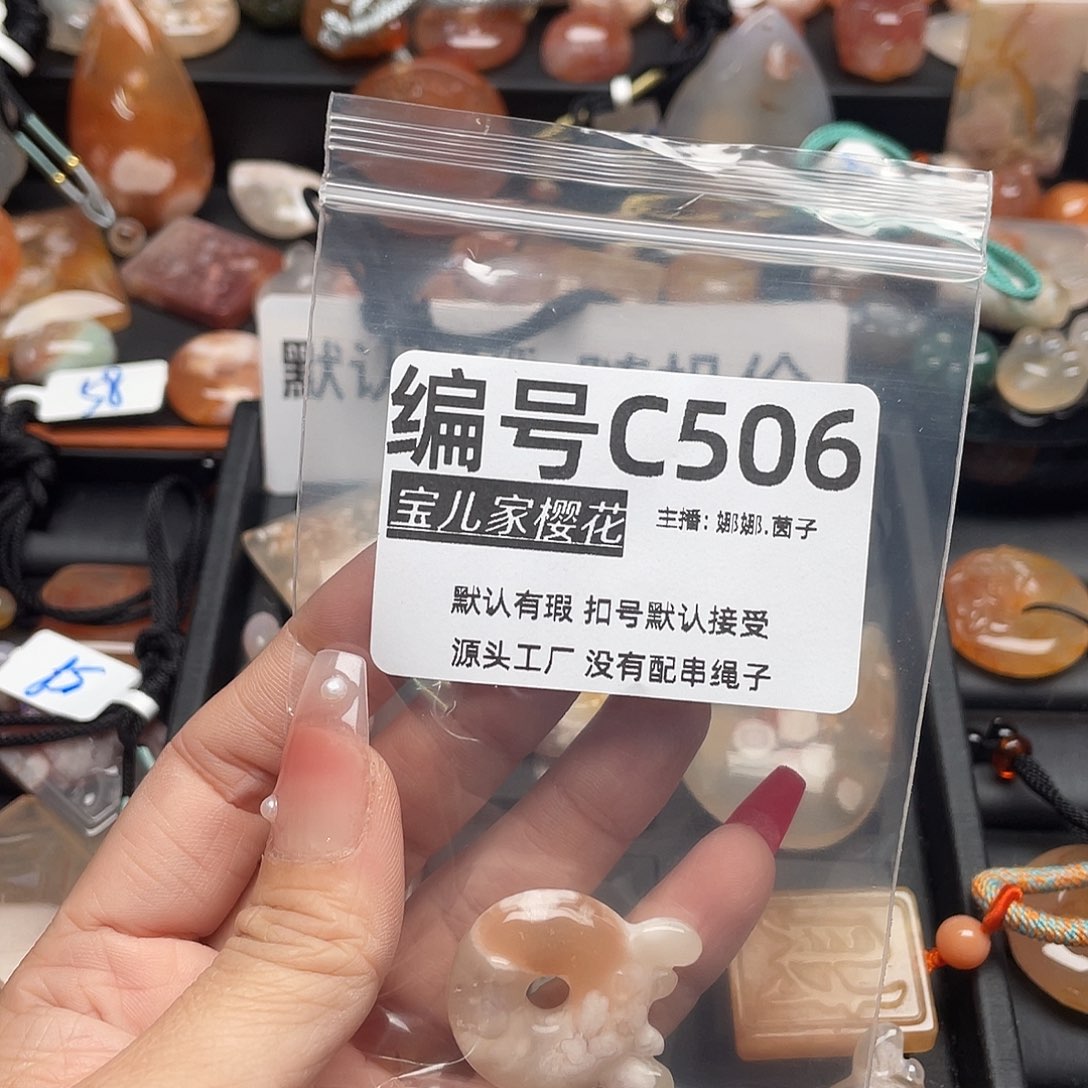 编号C506
宝儿家樱花
主播: 娜娜.菌子
默认有瑕 扣号默认接受
源头工厂 没有配串绳子
默认
58